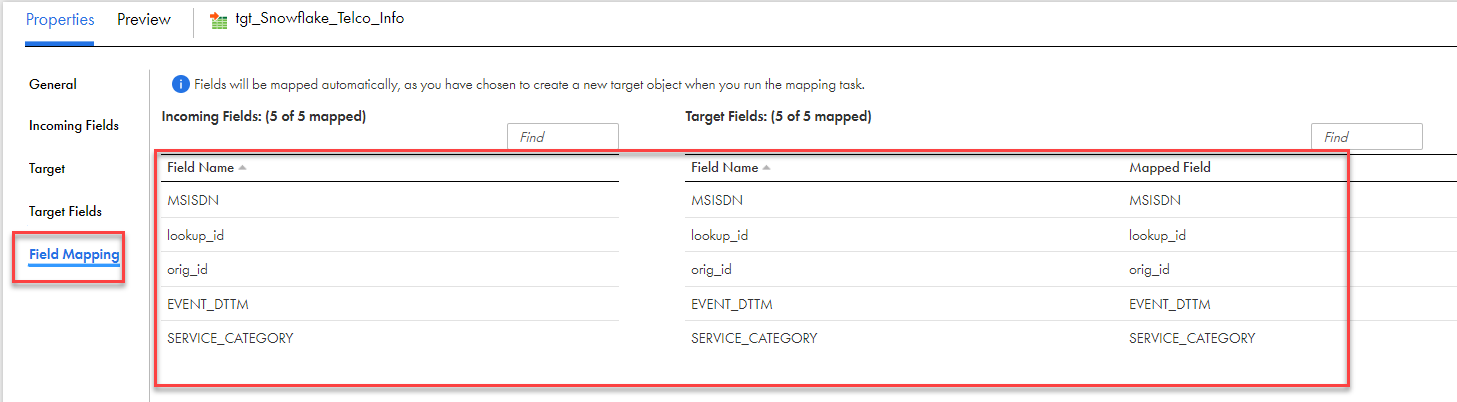 Properties Preview tgt_Snowflake_Telco_Info
General
Fields will be mapped automatically, as you have chosen to create a new target object when you run the mapping task.
Incoming Fields
Incoming Fields: (5 of 5 mapped) Target Fields: (5 of 5 mapped)
Find Find
Target
Field Name Field Name Mapped Field
MSISDN MSISDN MSISDN
Target Fields
lookup_id lookup_id lookup_id
Field Mapping
orig_id orig_id orig_id
EVENT_DTTM EVENT_DTTM EVENT_DTTM
SERVICE_CATEGORY SERVICE_CATEGORY SERVICE_CATEGORY